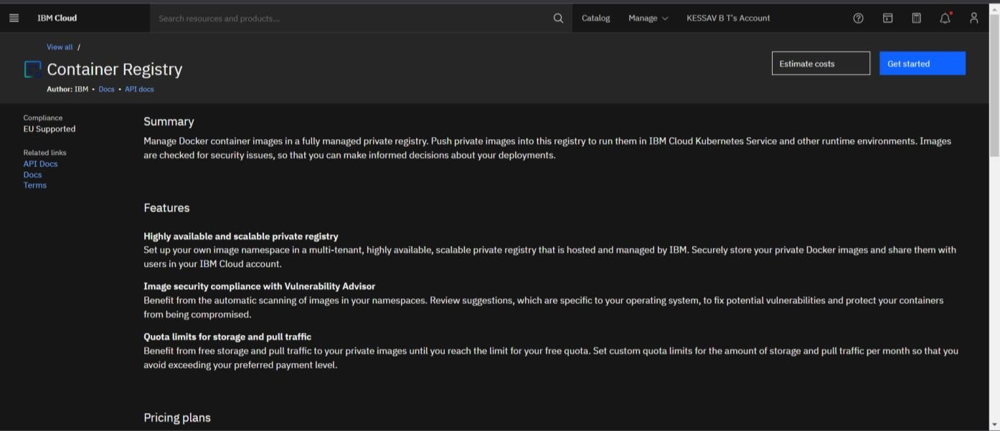 IBM Cloud
Search resources and products...
Catalog
Manage
KESSAV B T's Account
View all /
Container Registry
Estimate costs
Get started
Author: IBM • Docs • API docs
Compliance
EU Supported
Related links
API Docs
Docs
Terms
Summary
Manage Docker container images in a fully managed private registry. Push private images into this registry to run them in IBM Cloud Kubernetes Service and other runtime environments. Images
are checked for security issues, so that you can make informed decisions about your deployments.
Features
Highly available and scalable private registry
Set up your own image namespace in a multi-tenant, highly available, scalable private registry that is hosted and managed by IBM. Securely store your private Docker images and share them with
users in your IBM Cloud account.
Image security compliance with Vulnerability Advisor
Benefit from the automatic scanning of images in your namespaces. Review suggestions, which are specific to your operating system, to fix potential vulnerabilities and protect your containers
from being compromised.
Quota limits for storage and pull traffic
Benefit from free storage and pull traffic to your private images until you reach the limit for your free quota. Set custom quota limits for the amount of storage and pull traffic per month so that you
avoid exceeding your preferred payment level.
Pricing plans